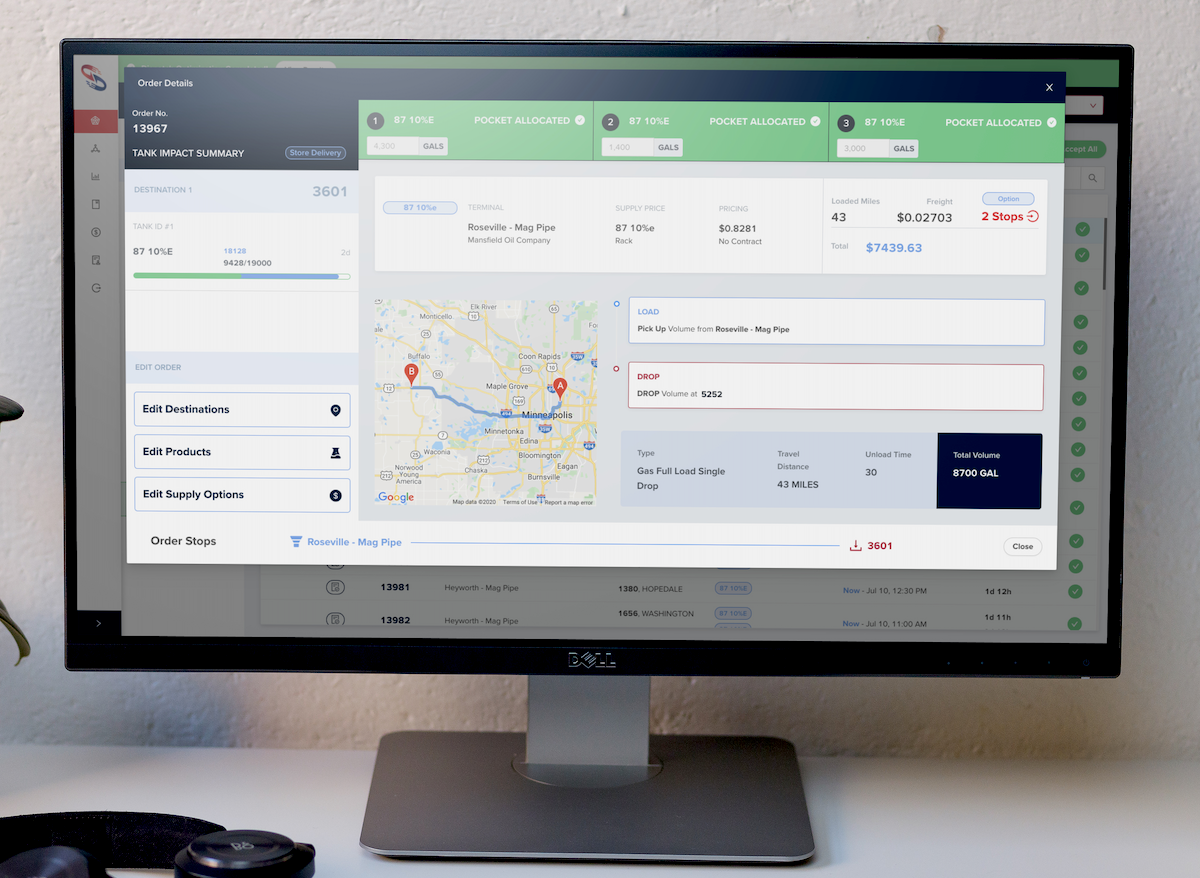 Order Details
X
Order No.
13967
TANK IMPACT SUMMARY
Store Delivery
1
87 10%E
POCKET ALLOCATED
4,300
GALS
2
87 10%E
POCKET ALLOCATED
1,400
GALS
3
87 10%E
POCKET ALLOCATED
3,000
GALS
ccept All
DESTINATION 1
3601
TANK ID #1
87 10%E
18128
9428/19000
2d
EDIT ORDER
Edit Destinations
Edit Products
Edit Supply Options
$
87 10%e
TERMINAL
Roseville - Mag Pipe
Mansfield Oil Company
SUPPLY PRICE
87 10%e
Rack
PRICING
$0.8281
No Contract
Loaded Miles
43
Freight
$0.02703
Option
2 Stops
Total
$7439.63
Elk River
Monticello
Buffalo
Coon Rapids
Maple Grove
Minneapolis
Minnetonka
Edina
Waconia
Bloomington
Eagan
Chaska
Norwood
Young
America
Burnsville
B
A
Google
Map data ©2020
Terms of Use
Report a map error
LOAD
Pick Up Volume from Roseville - Mag Pipe
DROP
DROP Volume at 5252
Type
Gas Full Load Single
Drop
Travel
Distance
43 MILES
Unload Time
30
Total Volume
8700 GAL
Order Stops
Roseville - Mag Pipe
3601
Close
13981
Heyworth - Mag Pipe
1380, HOPEDALE
87 10%E
Now - Jul 10, 12:30 PM
1d 12h
13982
Heyworth - Mag Pipe
1656, WASHINGTON
87 10%E
Now - Jul 10, 11:00 AM
1d 11h
DELL